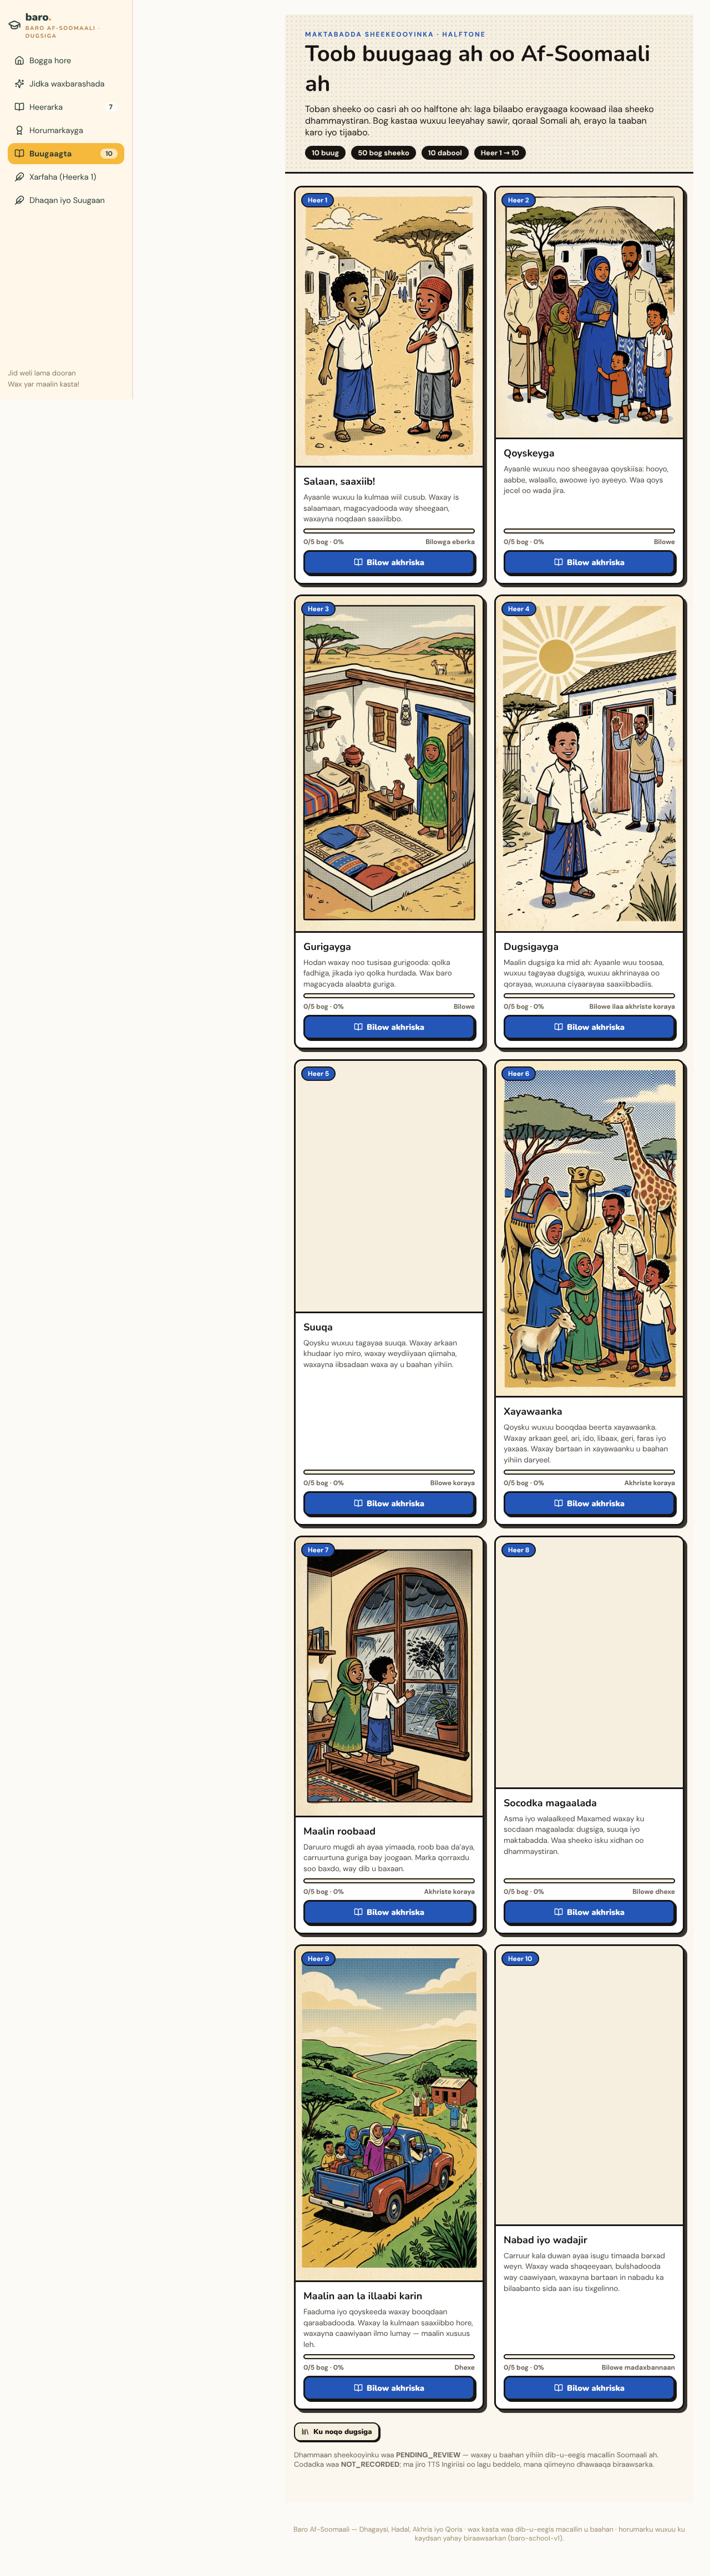 baro.
BARO AF-SOOMAALI ·
DUGSIGA
Bogga hore
Jidka waxbarashada
Heerarka 7
Horumarkayga
Buugaagta 10
Xarfaha (Heerka 1)
Dhaqan iyo Suugaan
Jid weli lama dooran
Wax yar maalin kasta!
MAKTABADDA SHEEKEOOYINKA · HALFTONE
Toob buugaag ah oo Af-Soomaali
ah
Toban sheeko oo casri ah oo halftone ah: laga bilaabo eraygaaga koowaad ilaa sheeko
dhammaystiran. Bog kastaa wuxuu leeyahay sawir, qoraal Somali ah, erayo la taaban
karo iyo tijaabo.
10 buug
50 bog sheeko
10 dabool
Heer 1 → 10
Heer 1
Salaan, saaxiib!
Ayaanle wuxuu la kulmaa wiil cusub. Waxay is
salaamaan, magacyadooda way sheegaan,
waxayna noqdaan saaxiibbo.
0/5 bog · 0% Bilowga eberka
Bilow akhriska
Heer 2
Qoyskeyga
Ayaanle wuxuu noo sheegayaa qoyskiisa: hooyo,
aabbe, walaallo, awoowe iyo ayeeyo. Waa qoys
jecel oo wada jira.
0/5 bog · 0% Bilowe
Bilow akhriska
Heer 3
Gurigayga
Hodan waxay noo tusisaa gurigooda: qolka
fadhiga, jikada iyo qolka hurdada. Wax baro
magacyada alaabta guriga.
0/5 bog · 0% Bilowe
Bilow akhriska
Heer 4
Dugsigayga
Maalin dugsiga ka mid ah: Ayaanle wuu toosaa,
wuxuu tagayaa dugsiga, wuxuu akhrinayaa oo
qorayaa, wuxuuna ciyaarayaa saaxiibbadiis.
0/5 bog · 0% Bilowe ilaa akhriste koraya
Bilow akhriska
Heer 5
Suuqa
Qoysku wuxuu tagayaa suuqa. Waxay arkaan
khudaar iyo miro, waxay weydiiyaan qiimaha,
waxayna iibsadaan waxa ay u baahan yihiin.
0/5 bog · 0% Bilowe koraya
Bilow akhriska
Heer 6
Xayawaanka
Qoysku wuxuu booqdaa beerta xayawaanka.
Waxay arkaan geel, ari, ido, libaax, geri, faras iyo
yaxaas. Waxay bartaan in xayawaanku u baahan
yihiin daryeel.
0/5 bog · 0% Akhriste koraya
Bilow akhriska
Heer 7
Maalin roobaad
Daruuro mugdi ah ayaa yimaada, roob baa da'aya,
carruurtuna guriga bay joogaan. Marka qorraxdu
soo baxdo, way dib u baxaan.
0/5 bog · 0% Akhriste koraya
Bilow akhriska
Heer 8
Socodka magaalada
Asma iyo walaalkeed Maxamed waxay ku
socdaan magaalada: dugsiga, suuqa iyo
maktabadda. Waa sheeko isku xidhan oo
dhammaystiran.
0/5 bog · 0% Bilowe dhexe
Bilow akhriska
Heer 9
Maalin aan la illaabi karin
Faaduma iyo qoyskeeda waxay booqdaan
qaraabadooda. Waxay la kulmaan saaxiibbo hore,
waxayna caawiyaan ilmo lumay — maalin xusuus
leh.
0/5 bog · 0% Dhexe
Bilow akhriska
Heer 10
Nabad iyo wadajir
Carruur kala duwan ayaa isugu timaada barxad
weyn. Waxay wada shaqeeyaan, bulshadooda
way caawiyaan, waxayna bartaan in nabadu ka
bilaabanto sida aan isu tixgelinno.
0/5 bog · 0% Bilowe madaxbannaan
Bilow akhriska
Ku noqo dugsiga
Dhammaan sheekooyinku waa PENDING_REVIEW — waxay u baahan yihiin dib-u-eegis macallin Soomaali ah.
Codadka waa NOT_RECORDED: ma jiro TTS Ingiriisi oo lagu beddelo, mana qiimeyno dhawaaqa biraawsarka.
Baro Af-Soomaali — Dhagaysi, Hadal, Akhris iyo Qoris · wax kasta waa dib-u-eegis macallin u baahan · horumarku wuxuu ku
kaydsan yahay biraawsarkan (baro-school-v1).